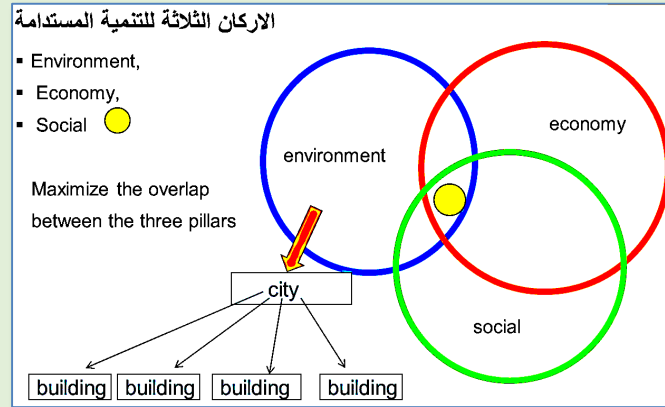 الاركان الثلاثة للتنمية المستدامة
▪ Environment,
▪ Economy,
▪ Social
Maximize the overlap
between the three pillars
environment
economy
social
city
building
building
building
building